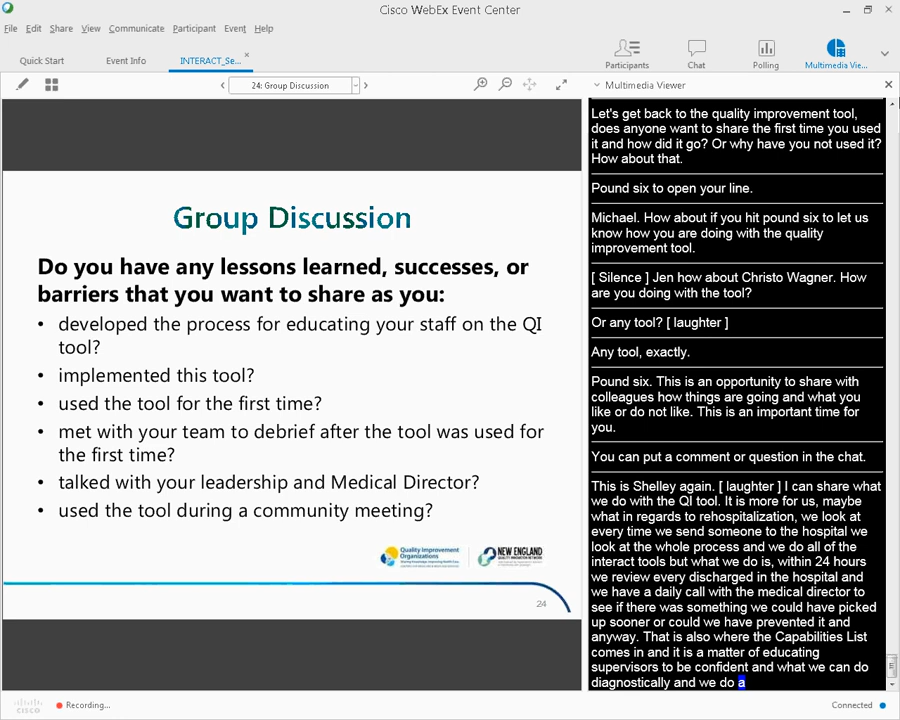 Cisco WebEx Event Center
File Edit Share View Communicate Participant Event Help
Quick Start Event Info INTERACT_Se...
Participants Chat Polling Multimedia Vie...
24: Group Discussion
Multimedia Viewer
Group Discussion
Do you have any lessons learned, successes, or
barriers that you want to share as you:
• developed the process for educating your staff on the QI
tool?
• implemented this tool?
• used the tool for the first time?
• met with your team to debrief after the tool was used for
the first time?
• talked with your leadership and Medical Director?
• used the tool during a community meeting?
Quality Improvement
Organizations
NEW ENGLAND
24
Let's get back to the quality improvement tool,
does anyone want to share the first time you used
it and how did it go? Or why have you not used it?
How about that.
Pound six to open your line.
Michael. How about if you hit pound six to let us
know how you are doing with the quality
improvement tool.
[ Silence ] Jen how about Christo Wagner. How
are you doing with the tool?
Or any tool? [ laughter ]
Any tool, exactly.
Pound six. This is an opportunity to share with
colleagues how things are going and what you
like or do not like. This is an important time for
you.
You can put a comment or question in the chat.
This is Shelley again. [ laughter ] I can share what
we do with the QI tool. It is more for us, maybe
what in regards to rehospitalization, we look at
every time we send someone to the hospital we
look at the whole process and we do all of the
interact tools but what we do is, within 24 hours
we review every discharged in the hospital and
we have a daily call with the medical director to
see if there was something we could have picked
up sooner or could we have prevented it and
anyway. That is also where the Capabilities List
comes in and it is a matter of educating
supervisors to be confident and what we can do
diagnostically and we do a
cisco
Recording...
Connected